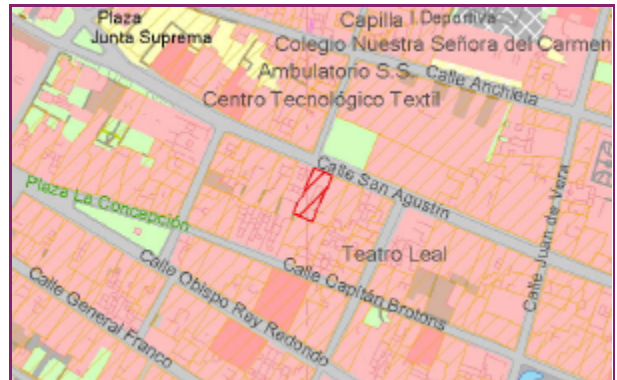 Plaza
Junta Suprema
Capilla I.Deportiva
Colegio Nuestra Señora del Carmen
Ambulatorio S.S.
Calle Anchieta
Centro Tecnológico Textil
Calle San Agustín
Plaza La Concepción
Calle Juan de Vera
Teatro Leal
Calle Capitán Brotons
Calle Obispo Rey Redondo
Calle General Franco